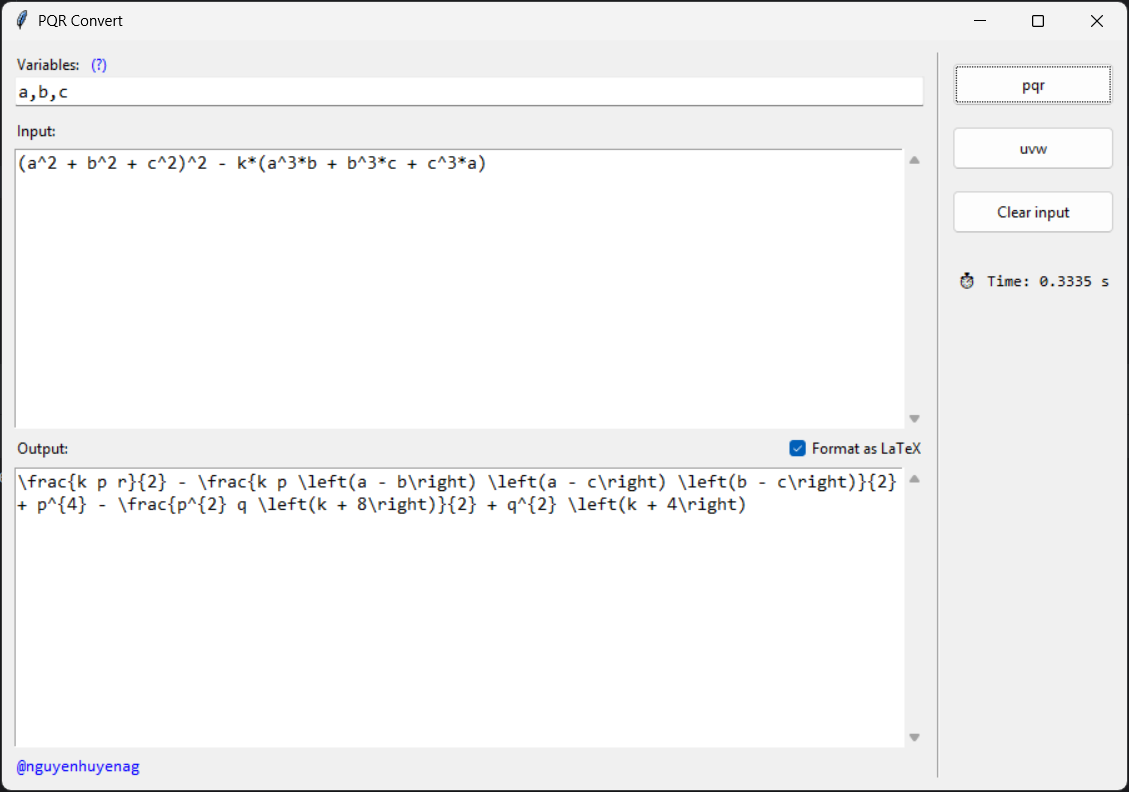 PQR Convert
Variables: (?)
a,b,c
pqr
Input:
(a^2 + b^2 + c^2)^2 - k*(a^3*b + b^3*c + c^3*a)
uvw
Clear input
Time: 0.3335 s
Output:
Format as LaTeX
\frac{k p r}{2} - \frac{k p \left(a - b\right) \left(a - c\right) \left(b - c\right)}{2}
+ p^{4} - \frac{p^{2} q \left(k + 8\right)}{2} + q^{2} \left(k + 4\right)
@nguyenhuyenag